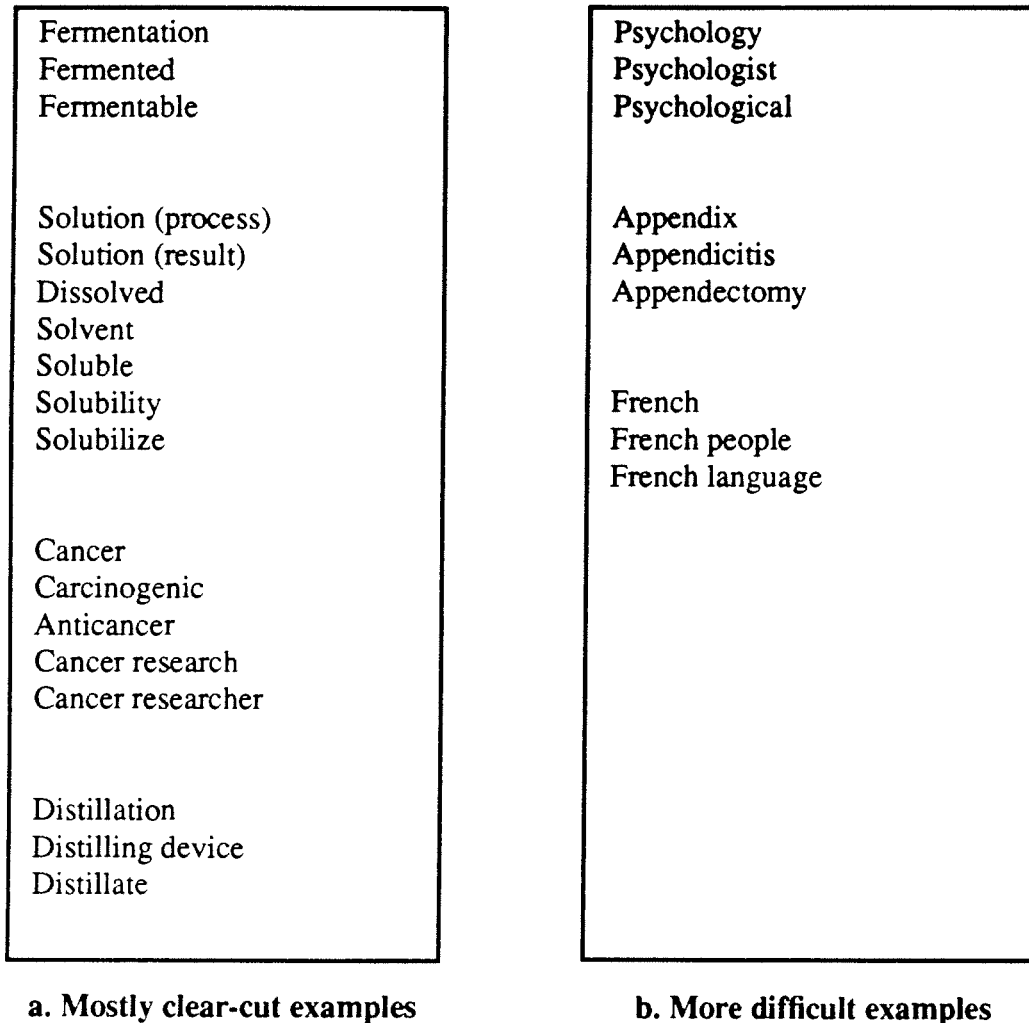 Fermentation
Fermented
Fermentable
Solution (process)
Solution (result)
Dissolved
Solvent
Soluble
Solubility
Solubilize
Cancer
Carcinogenic
Anticancer
Cancer research
Cancer researcher
Distillation
Distilling device
Distillate
a. Mostly clear-cut examples
Psychology
Psychologist
Psychological
Appendix
Appendicitis
Appendectomy
French
French people
French language
b. More difficult examples